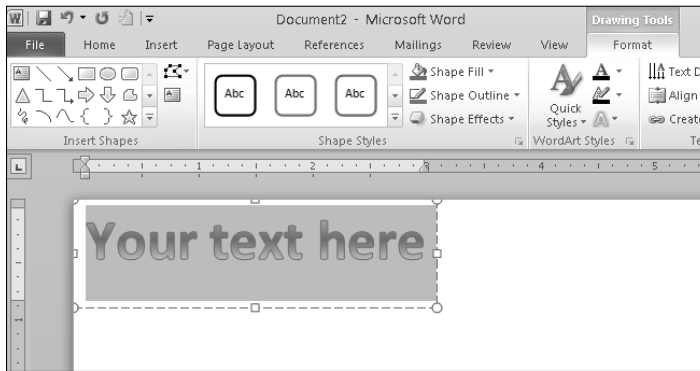 Document2 - Microsoft Word
Drawing Tools
File Home Insert Page Layout References Mailings Review View Format
Abc Abc Abc
Shape Fill
Shape Outline
Shape Effects
Quick Styles
A
Text D
Align
Creat
Insert Shapes Shape Styles WordArt Styles Te
1 2 3 4 5
Your text here
1